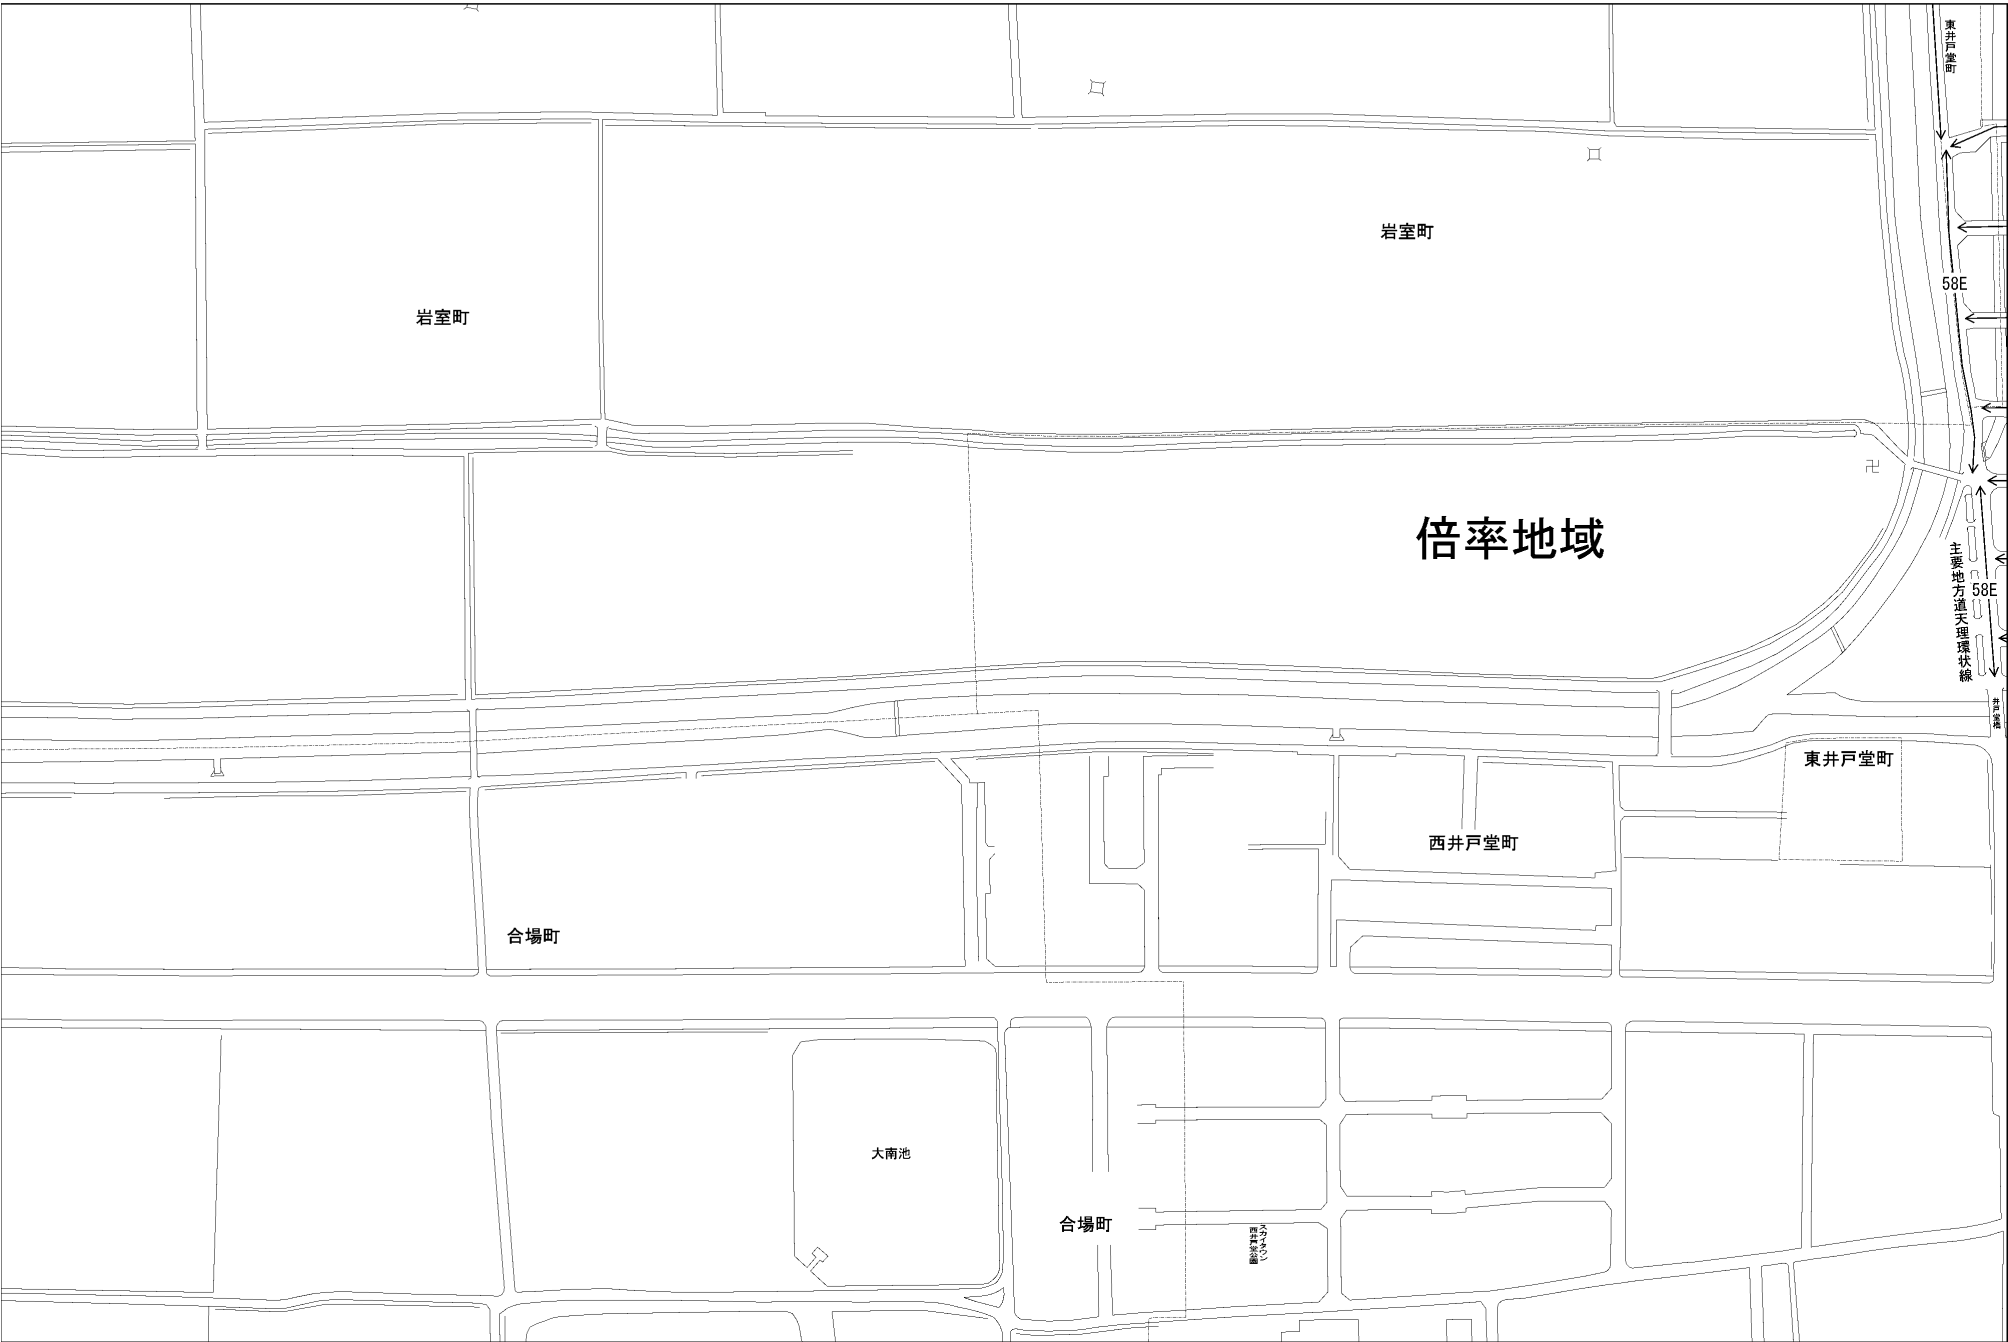 東井戸堂町
岩室町
58E
岩室町
倍率地域
主要地方道天理環状線
58E
井戸堂橋
東井戸堂町
西井戸堂町
合場町
大南池
合場町
スカイタウン
西井戸堂公園